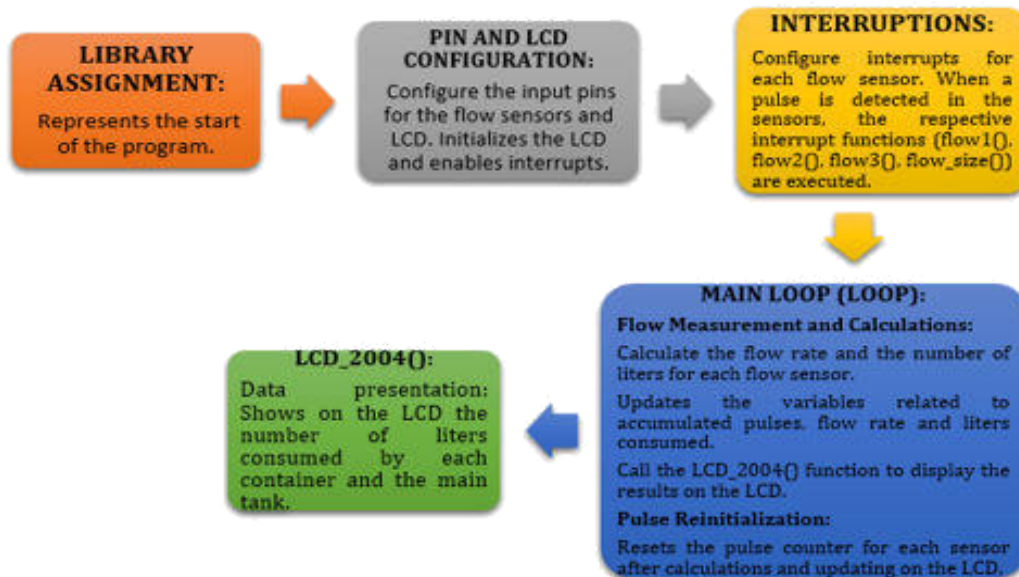 LIBRARY
ASSIGNMENT:
Represents the start
of the program.
PIN AND LCD
CONFIGURATION:
Configure the input pins
for the flow sensors and
LCD. Initializes the LCD
and enables interrupts.
INTERRUPTIONS:
Configure interrupts for
each flow sensor. When a
pulse is detected in the
sensors, the respective
interrupt functions (flow1(),
flow2(), flow3(), flow_size())
are executed.
MAIN LOOP (LOOP):
Flow Measurement and Calculations:
Calculate the flow rate and the number of
liters for each flow sensor.
Updates the variables related to
accumulated pulses, flow rate and liters
consumed.
Call the LCD_2004() function to display the
results on the LCD.
Pulse Reinitialization:
Resets the pulse counter for each sensor
after calculations and updating on the LCD.
LCD_2004():
Data presentation:
Shows on the LCD the
number of liters
consumed by each
container and the main
tank.